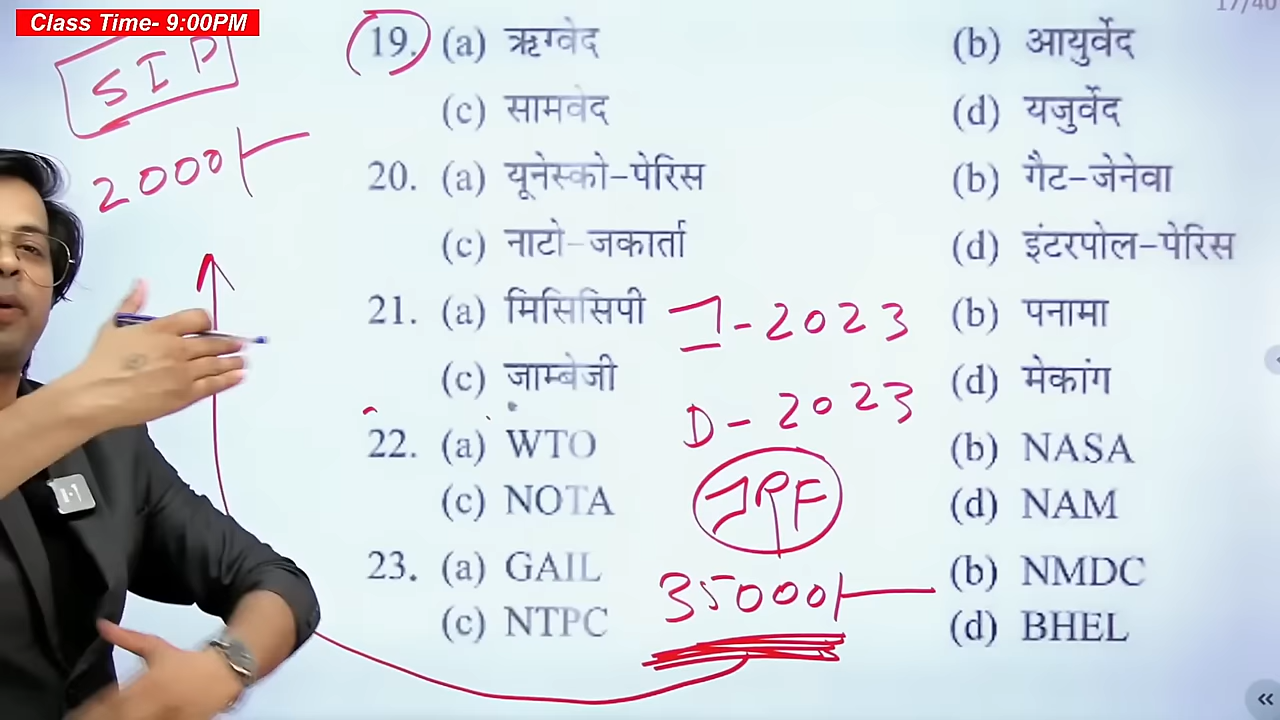 Class Time- 9:00PM
17/40
SIP
2000/-
19. (a) ऋग्वेद (b) आयुर्वेद
(c) सामवेद (d) यजुर्वेद
20. (a) यूनेस्को-पेरिस (b) गैट-जेनेवा
(c) नाटो-जकार्ता (d) इंटरपोल-पेरिस
21. (a) मिसिसिपी (b) पनामा
J-2023
(c) जाम्बेजी (d) मेकांग
D-2023
22. (a) WTO (b) NASA
(c) NOTA (d) NAM
JRF
23. (a) GAIL (b) NMDC
35000/-
(c) NTPC (d) BHEL